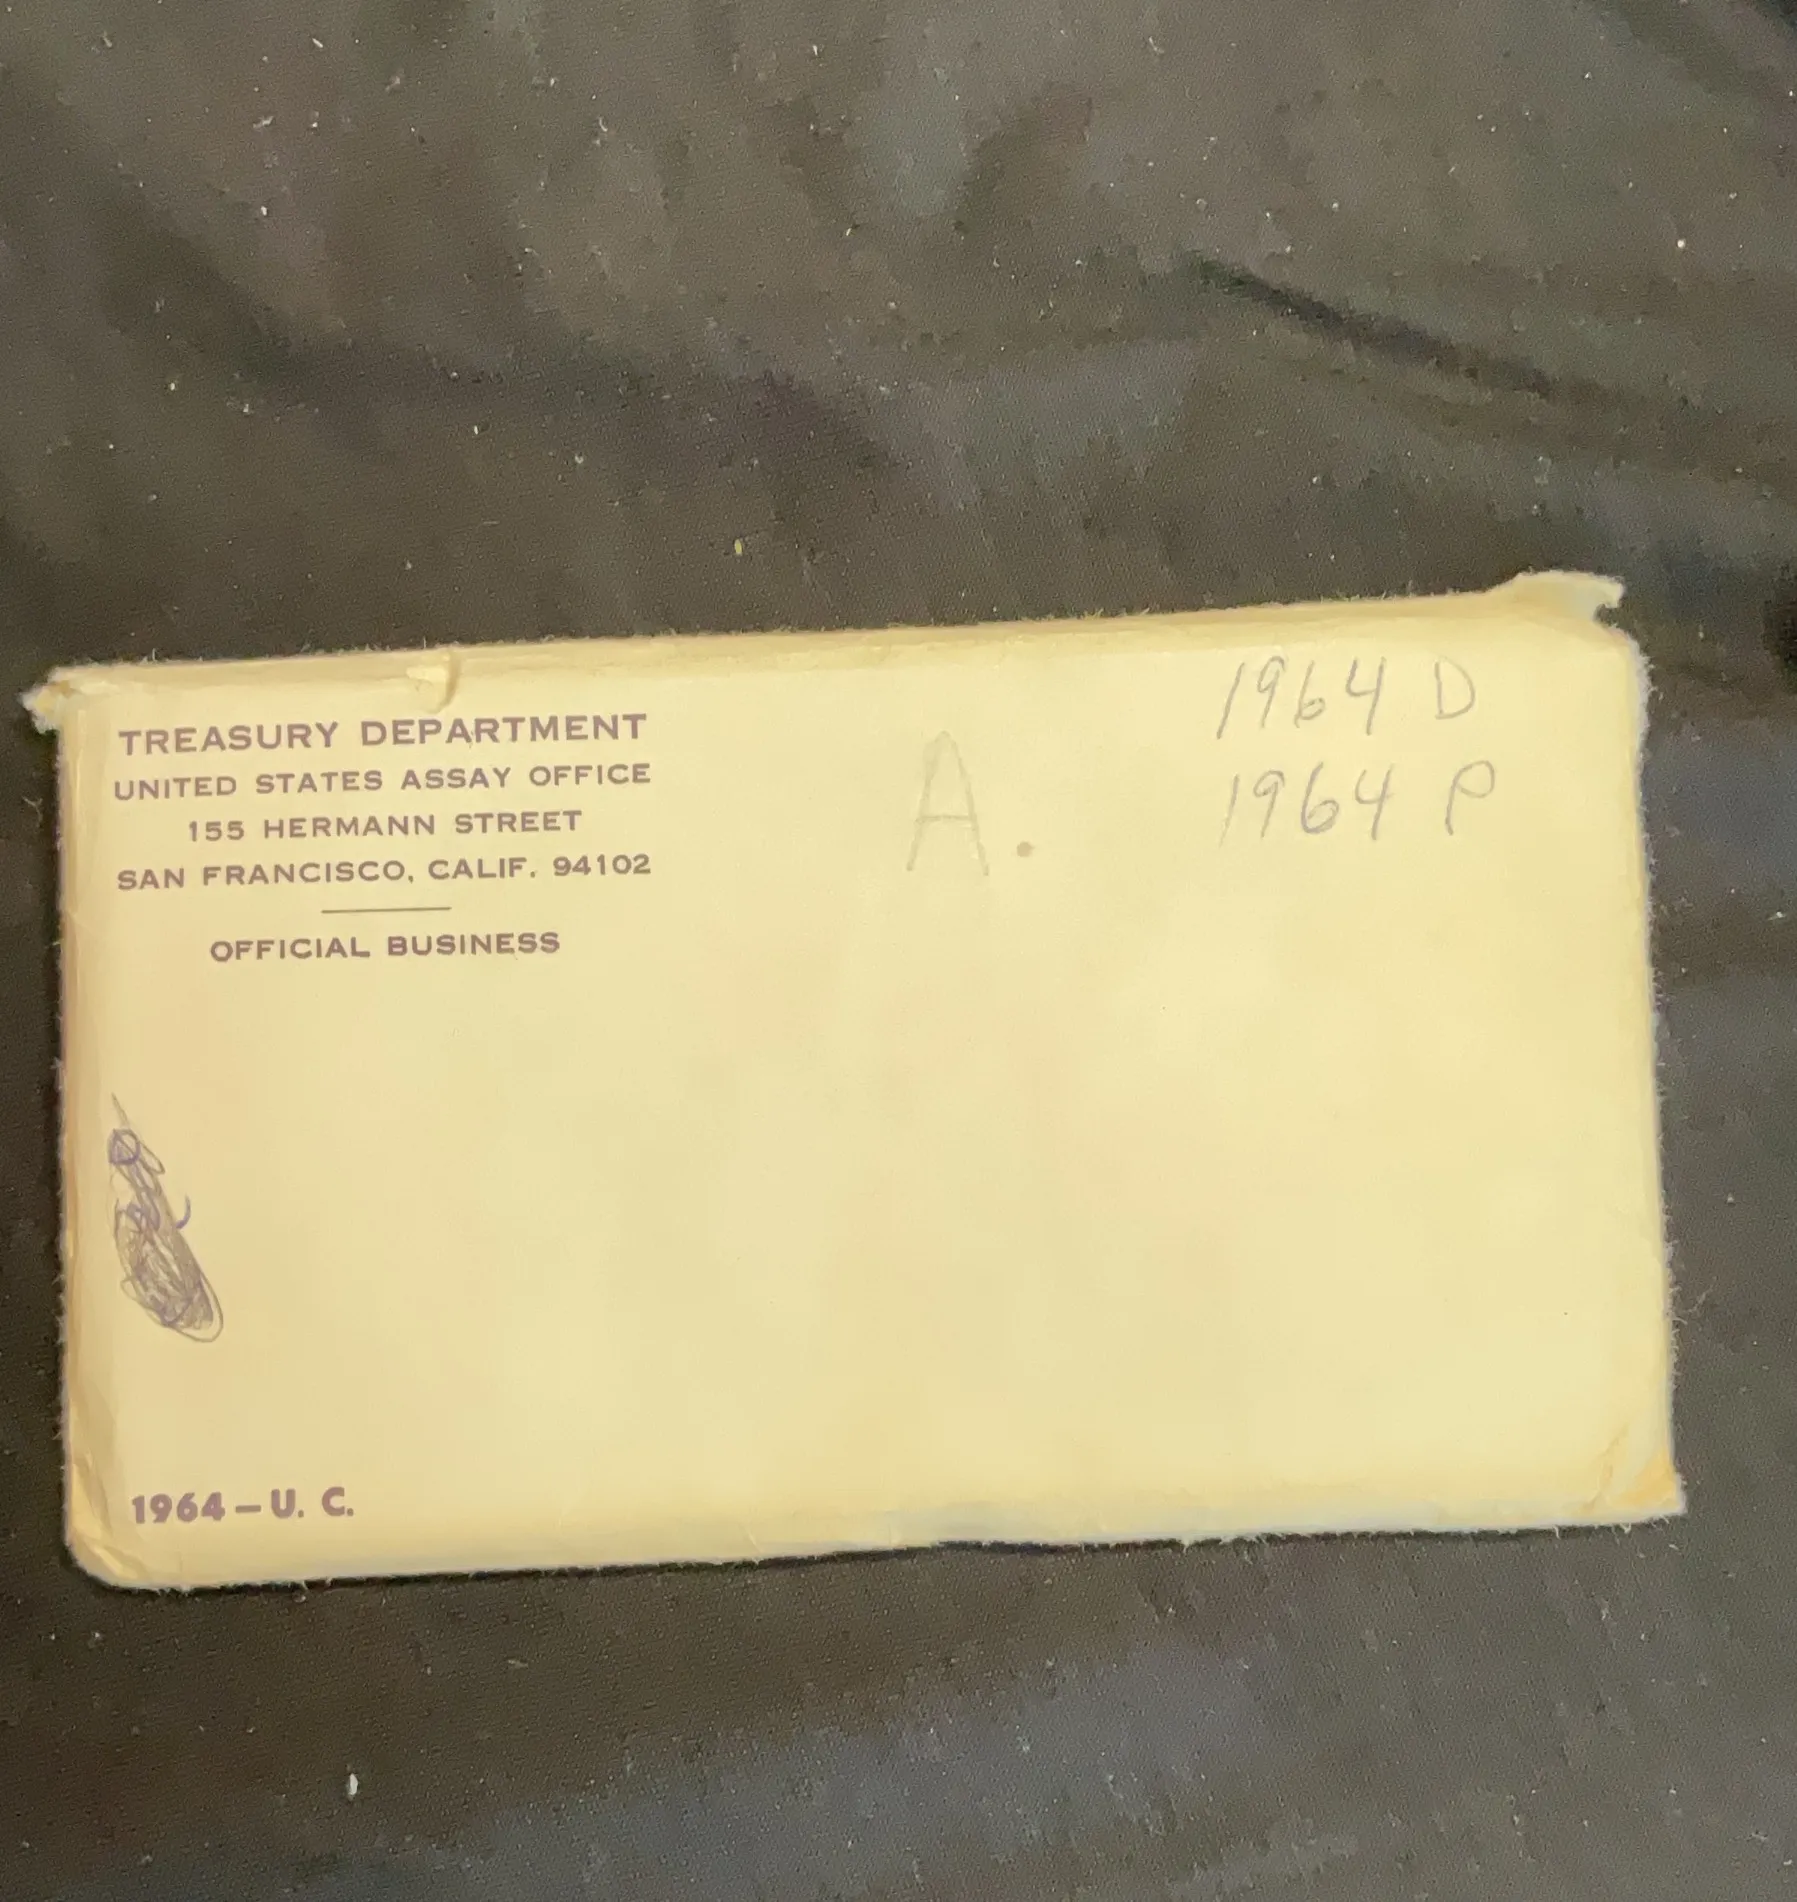 TREASURY DEPARTMENT
UNITED STATES ASSAY OFFICE
155 HERMANN STREET
SAN FRANCISCO, CALIF. 94102
OFFICIAL BUSINESS
A.
1964 D
1964 P
1964 – U. C.